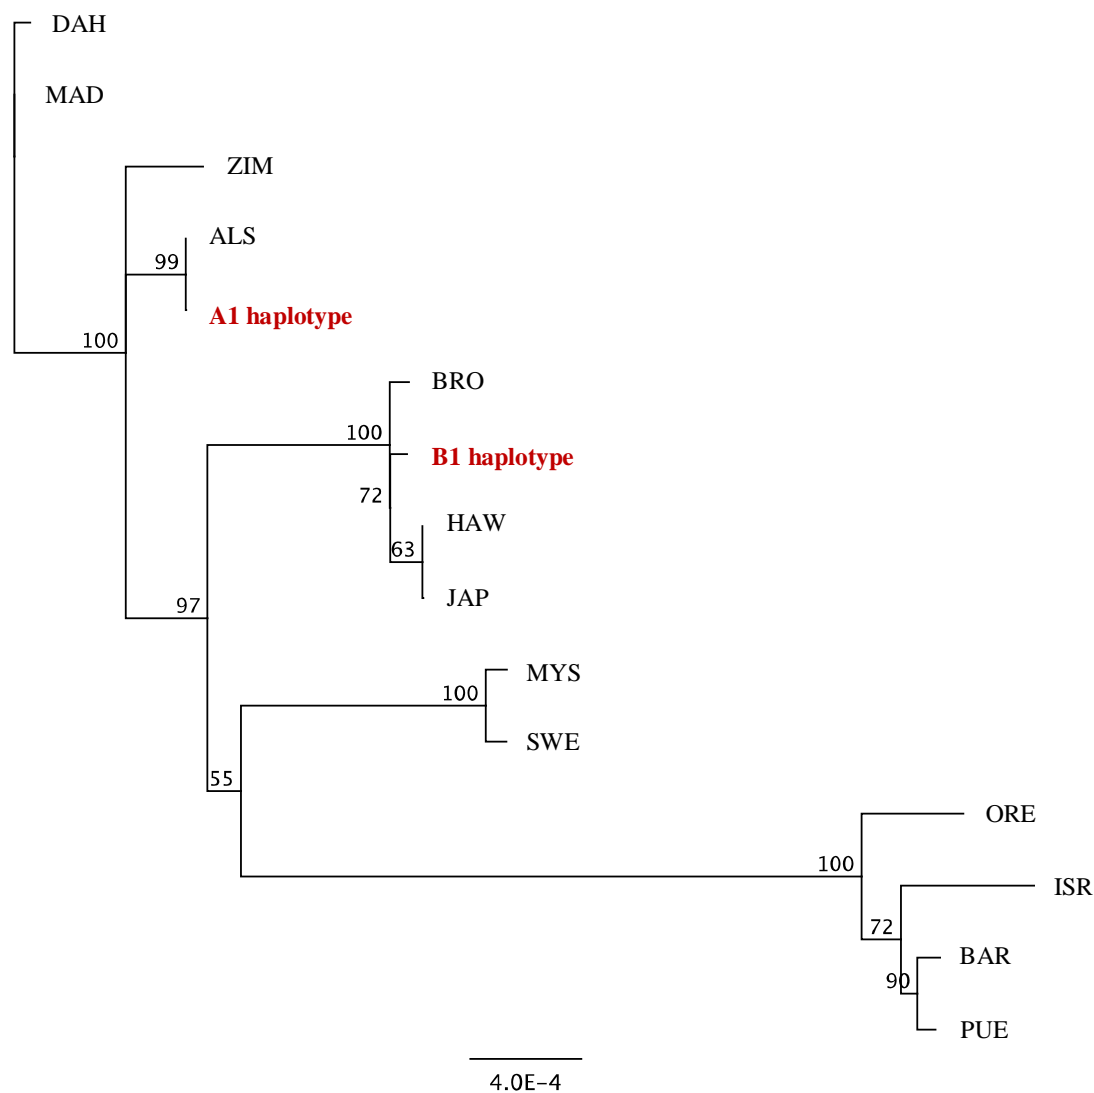 DAH
MAD
ZIM
ALS
99
A1 haplotype
100
BRO
100
B1 haplotype
72
HAW
63
JAP
97
MYS
100
SWE
55
ORE
100
ISR
72
BAR
90
PUE
4.0E−4